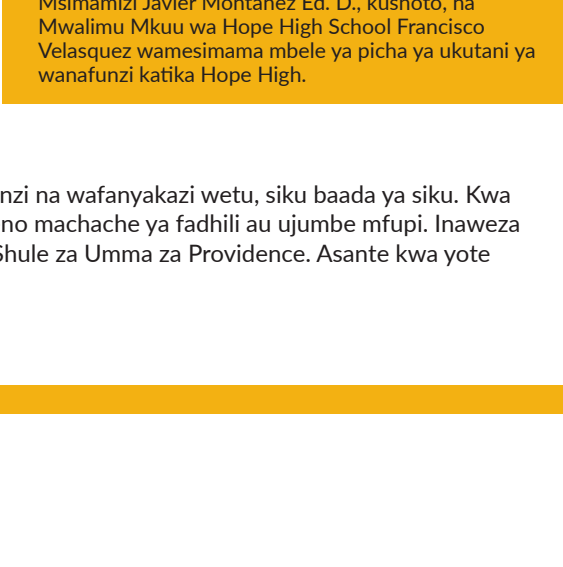 Msimamizi Javier Montañez Ed. D., kushoto, na
Mwalimu Mkuu wa Hope High School Francisco
Velasquez wamesimama mbele ya picha ya ukutani ya
wanafunzi katika Hope High.
nzi na wafanyakazi wetu, siku baada ya siku. Kwa
no machache ya fadhili au ujumbe mfupi. Inaweza
Shule za Umma za Providence. Asante kwa yote